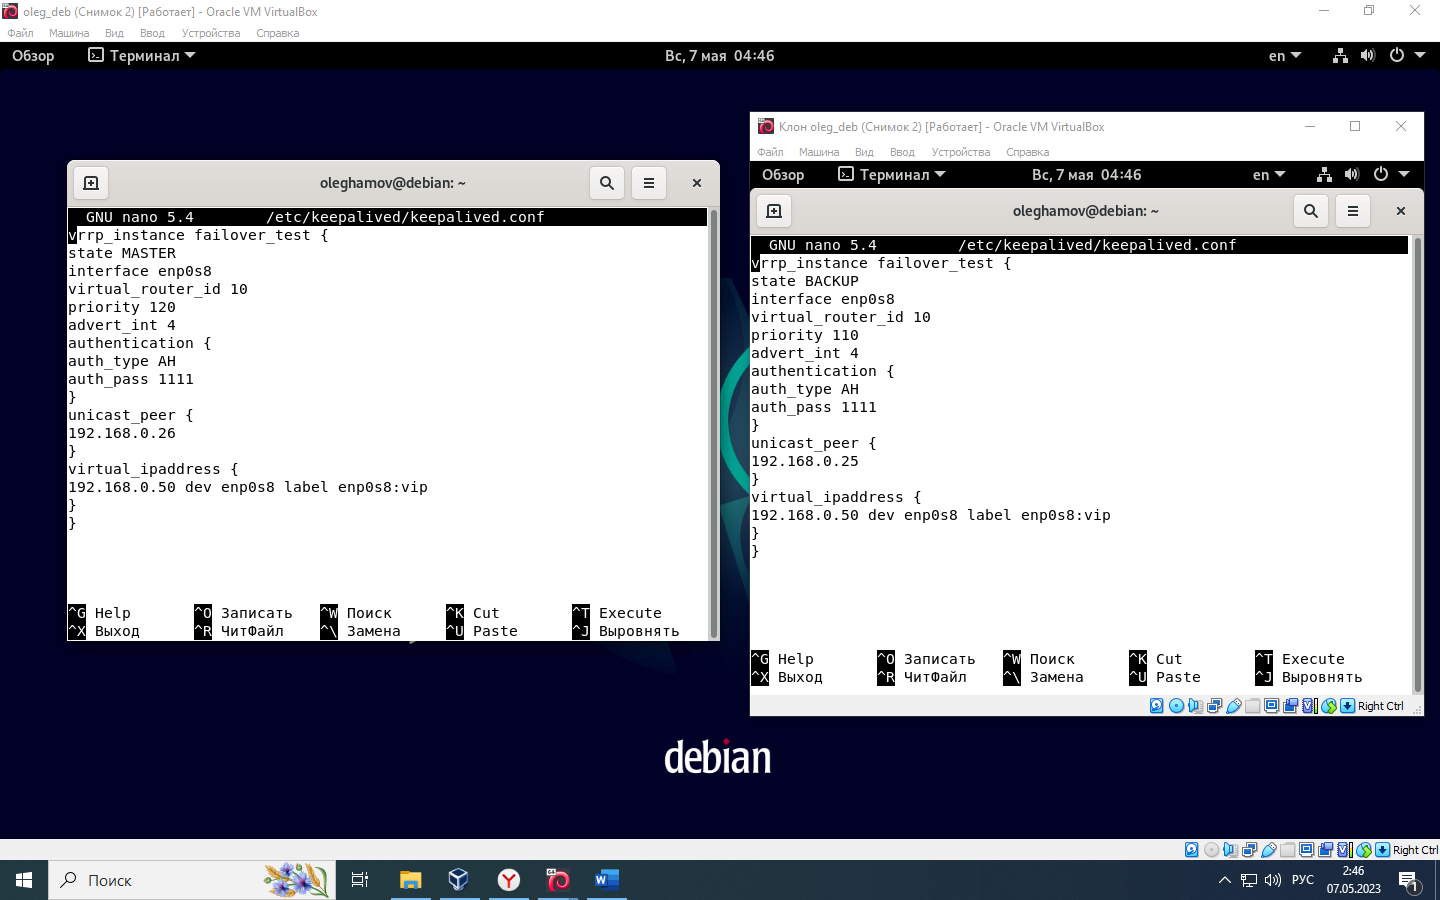 oleg_deb (Снимок 2) [Работает] - Oracle VM VirtualBox
Файл Машина Вид Ввод Устройства Справка
Обзор Терминал Вс, 7 мая 04:46 en
oleghamov@debian: ~
GNU nano 5.4 /etc/keepalived/keepalived.conf
vrrp_instance failover_test {
state MASTER
interface enp0s8
virtual_router_id 10
priority 120
advert_int 4
authentication {
auth_type AH
auth_pass 1111
}
unicast_peer {
192.168.0.26
}
virtual_ipaddress {
192.168.0.50 dev enp0s8 label enp0s8:vip
}
}
^G Help ^O Записать ^W Поиск ^K Cut ^T Execute
^X Выход ^R ЧитФайл ^\ Замена ^U Paste ^J Выровнять
Клон oleg_deb (Снимок 2) [Работает] - Oracle VM VirtualBox
Файл Машина Вид Ввод Устройства Справка
Обзор Терминал Вс, 7 мая 04:46 en
oleghamov@debian: ~
GNU nano 5.4 /etc/keepalived/keepalived.conf
vrrp_instance failover_test {
state BACKUP
interface enp0s8
virtual_router_id 10
priority 110
advert_int 4
authentication {
auth_type AH
auth_pass 1111
}
unicast_peer {
192.168.0.25
}
virtual_ipaddress {
192.168.0.50 dev enp0s8 label enp0s8:vip
}
}
^G Help ^O Записать ^W Поиск ^K Cut ^T Execute
^X Выход ^R ЧитФайл ^\ Замена ^U Paste ^J Выровнять
Right Ctrl
debian
Right Ctrl
Поиск
РУС
2:46
07.05.2023
1